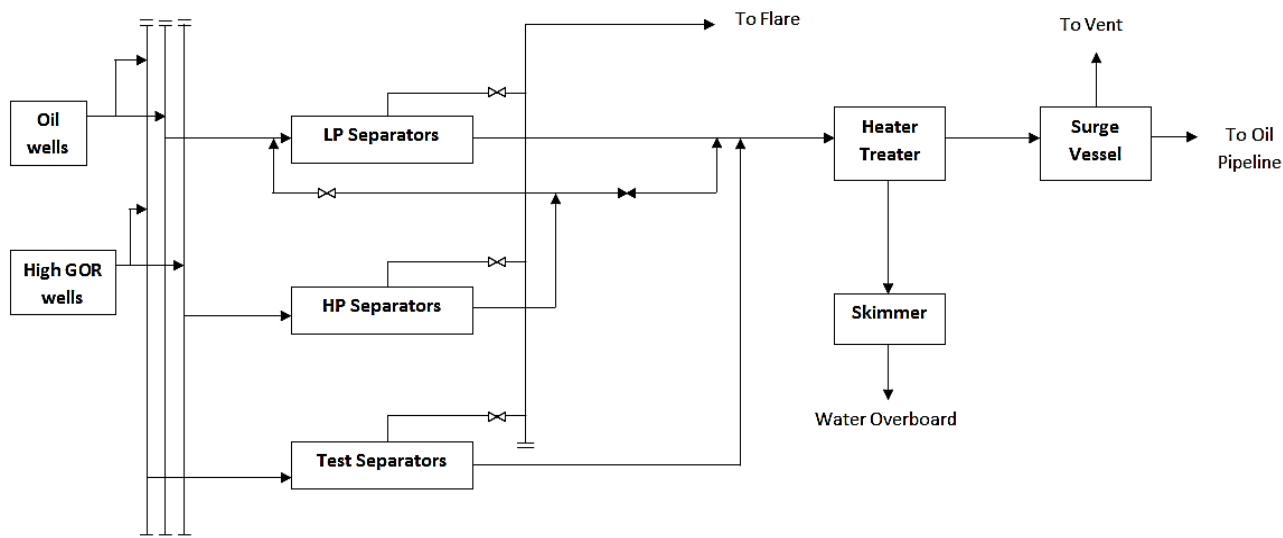 To Flare
To Vent
Oil
wells
LP Separators
Heater
Treater
Surge
Vessel
To Oil
Pipeline
High GOR
wells
HP Separators
Skimmer
Water Overboard
Test Separators